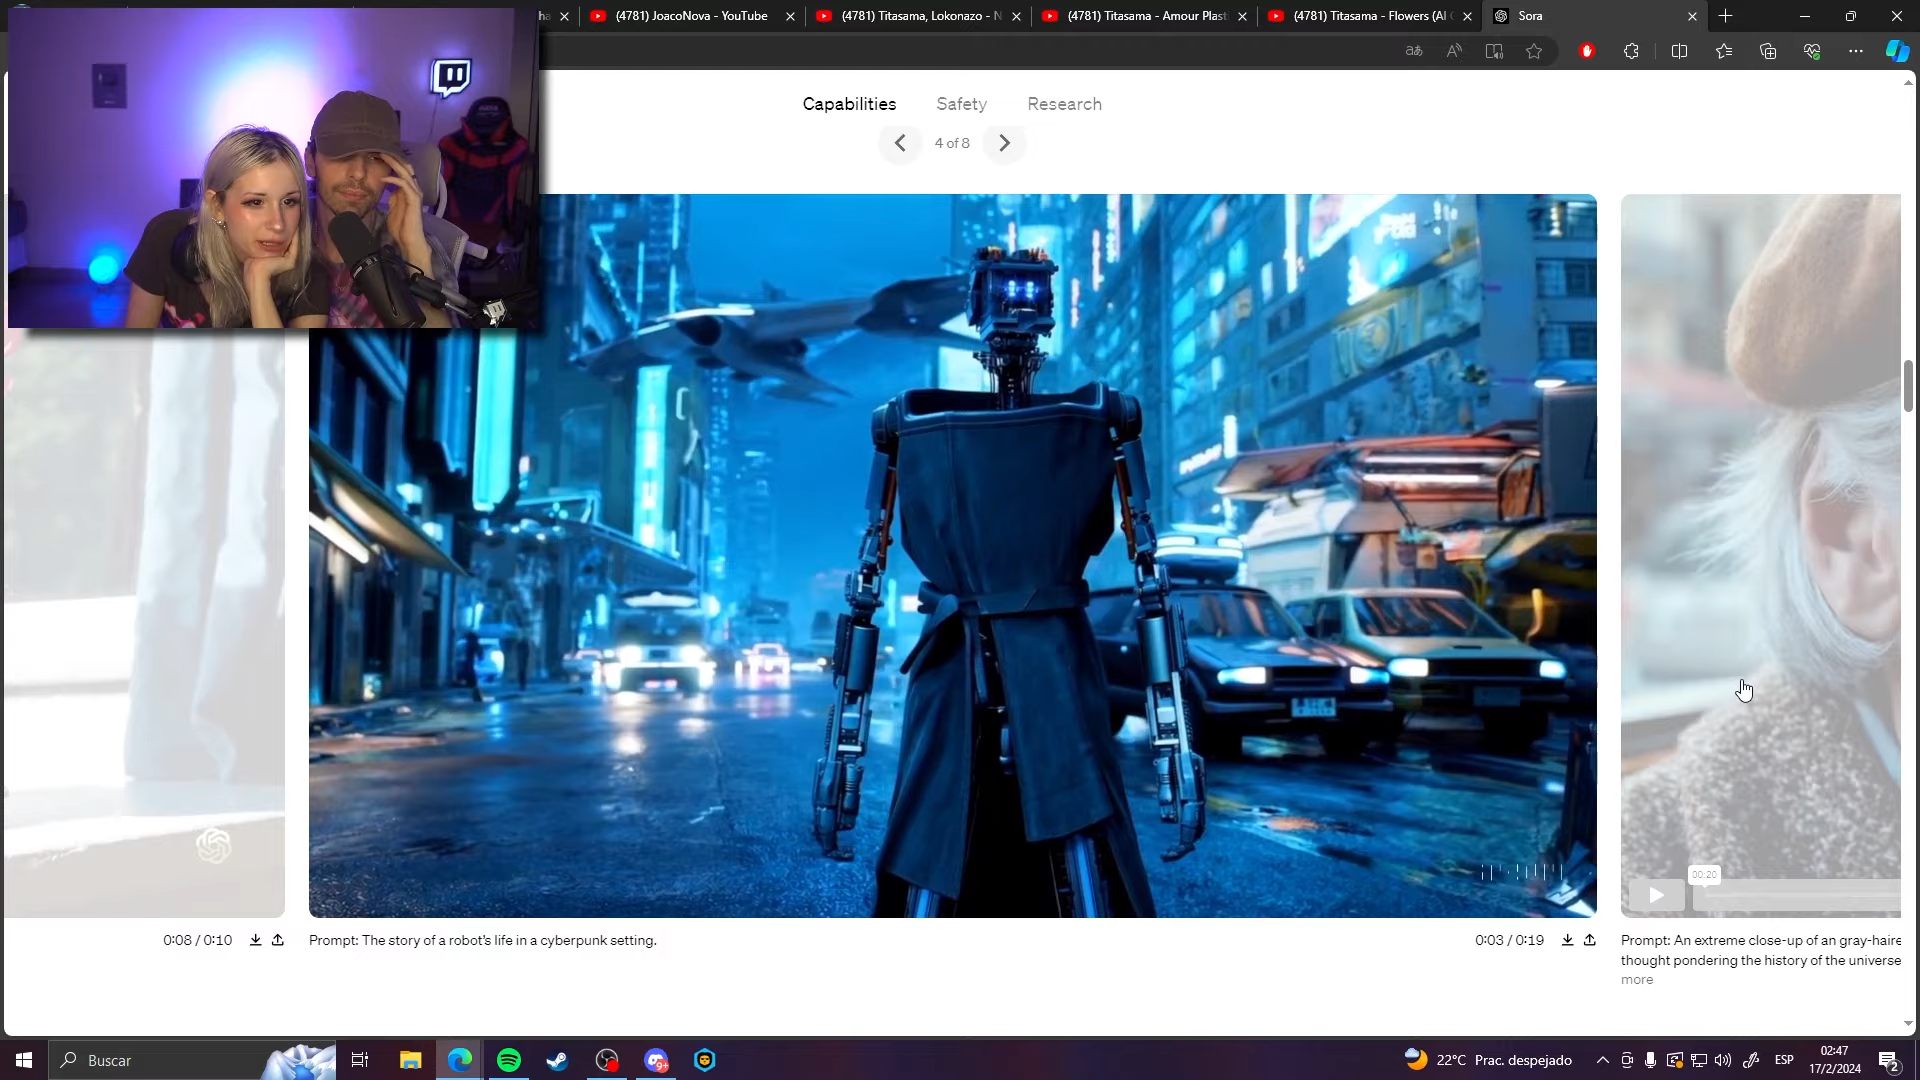 ha
(4781) JoacoNova - YouTube
(4781) Titasama, Lokonazo - N
(4781) Titasama - Amour Plast
(4781) Titasama - Flowers (AI C
Sora
Capabilities
Safety
Research
4 of 8
00:20
0:08 / 0:10
Prompt: The story of a robot's life in a cyberpunk setting.
0:03 / 0:19
Prompt: An extreme close-up of an gray-haire
thought pondering the history of the universe
more
Buscar
9+
22°C Prac. despejado
ESP
02:47
17/2/2024
2